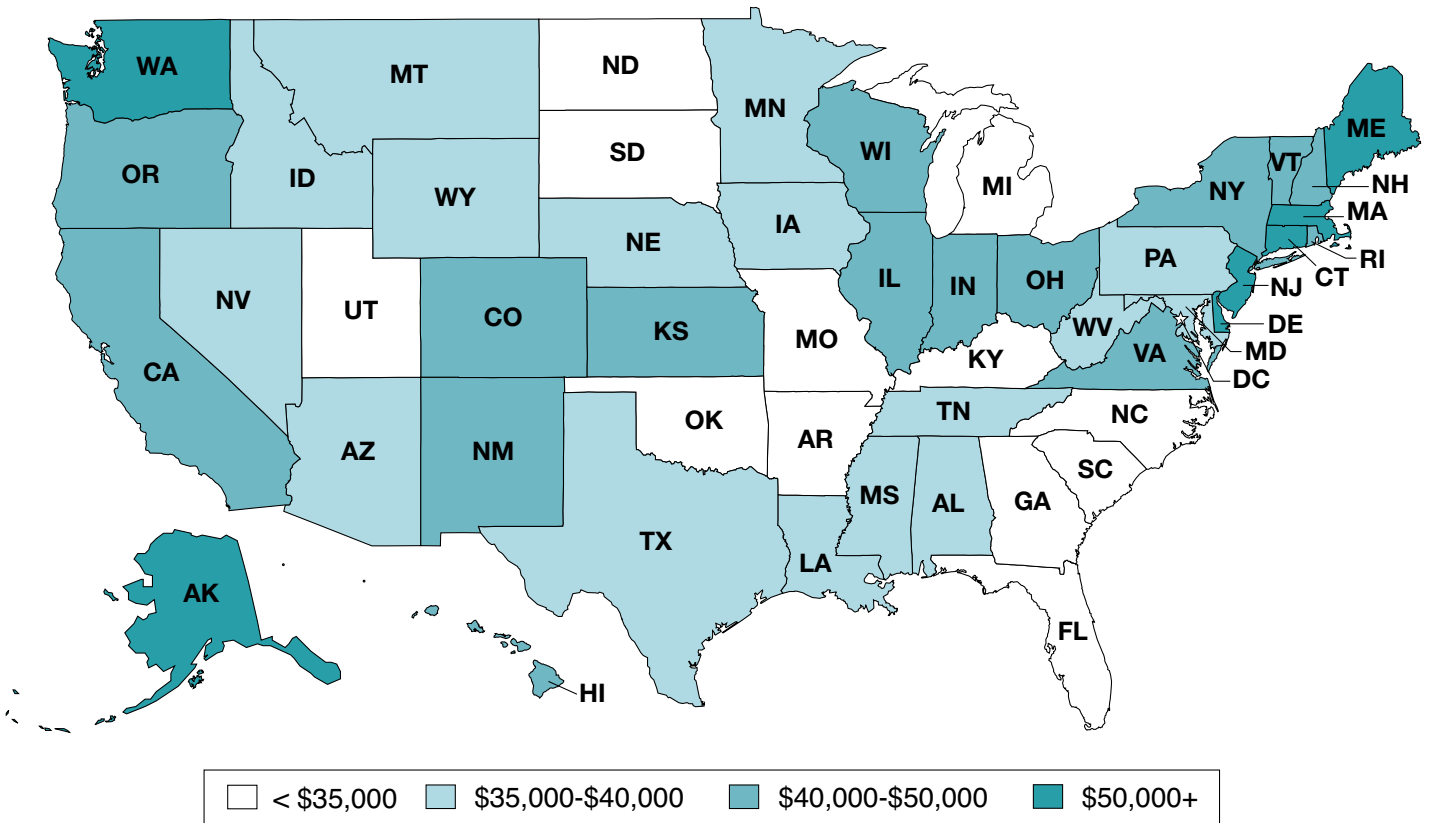 WA
MT
ND
MN
ME
OR
ID
SD
WI
MI
VT
NY
NH
WY
MA
NE
IA
PA
RI
CT
NV
UT
CO
IL
IN
OH
NJ
KS
MO
WV
DE
CA
KY
VA
MD
DC
AZ
NM
OK
AR
TN
NC
SC
MS
AL
GA
TX
LA
AK
FL
HI
< $35,000 $35,000-$40,000 $40,000-$50,000 $50,000+